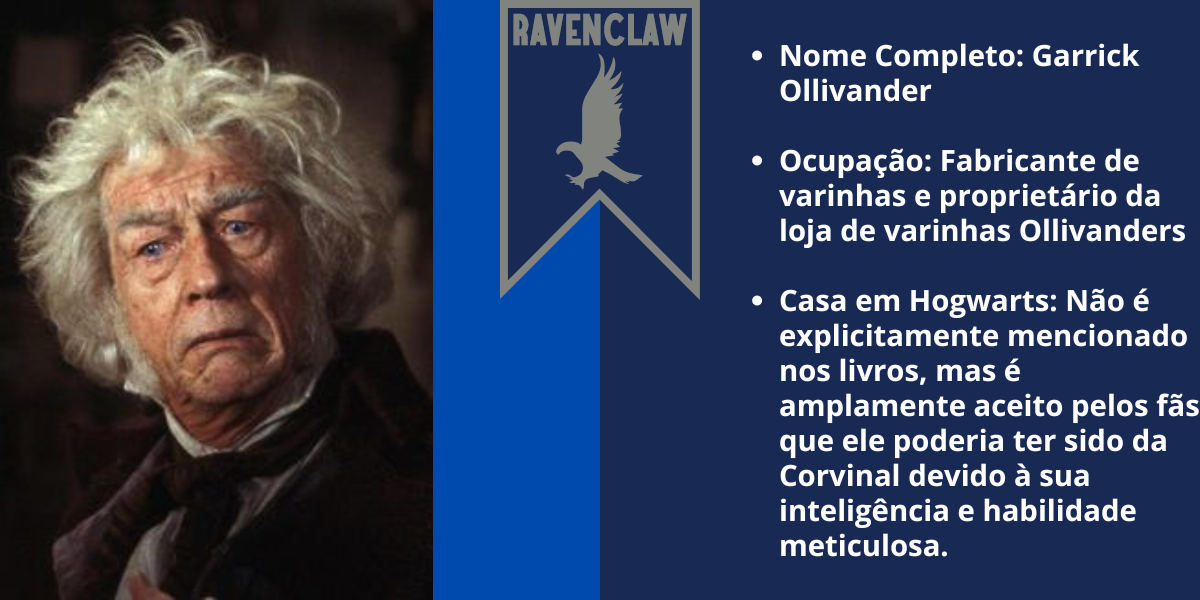 RAVENCLAW
• Nome Completo: Garrick
Ollivander
• Ocupação: Fabricante de
varinhas e proprietário da
loja de varinhas Ollivanders
• Casa em Hogwarts: Não é
explicitamente mencionado
nos livros, mas é
amplamente aceito pelos fãs
que ele poderia ter sido da
Corvinal devido à sua
inteligência e habilidade
meticulosa.